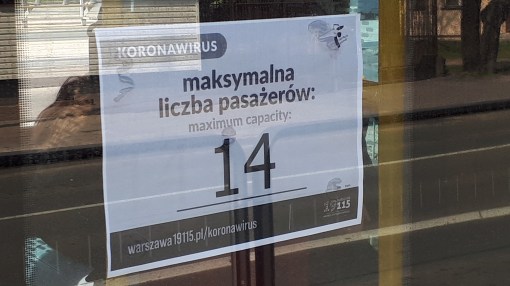 KORONAWIRUS
maksymalna
liczba pasażerów:
maximum capacity:
14
19115
warszawa19115.pl/koronawirus